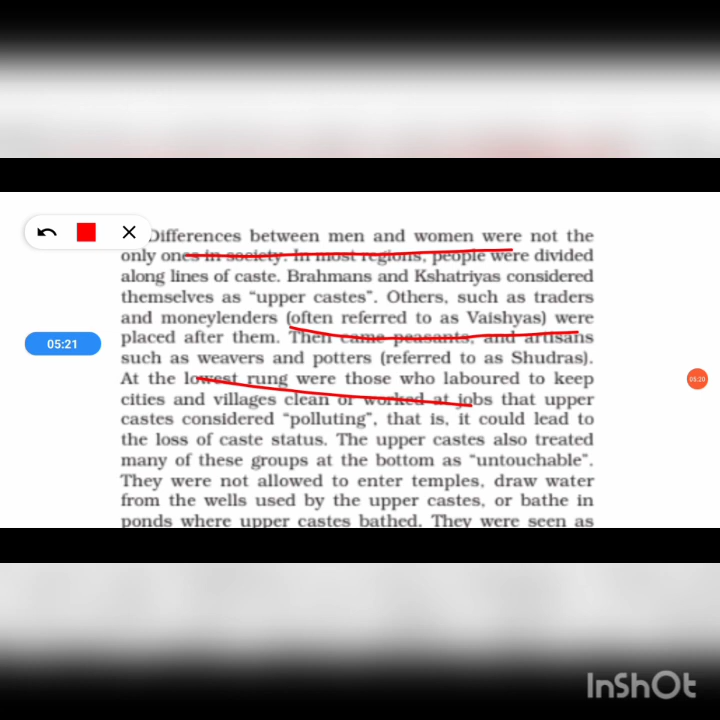 Differences between men and women were not the
only ones in society. In most regions, people were divided
along lines of caste. Brahmans and Kshatriyas considered
themselves as “upper castes”. Others, such as traders
and moneylenders (often referred to as Vaishyas) were
placed after them. Then came peasants, and artisans
such as weavers and potters (referred to as Shudras).
At the lowest rung were those who laboured to keep
cities and villages clean or worked at jobs that upper
castes considered “polluting”, that is, it could lead to
the loss of caste status. The upper castes also treated
many of these groups at the bottom as “untouchable”.
They were not allowed to enter temples, draw water
from the wells used by the upper castes, or bathe in
ponds where upper castes bathed. They were seen as
05:21
05:20
InShOt